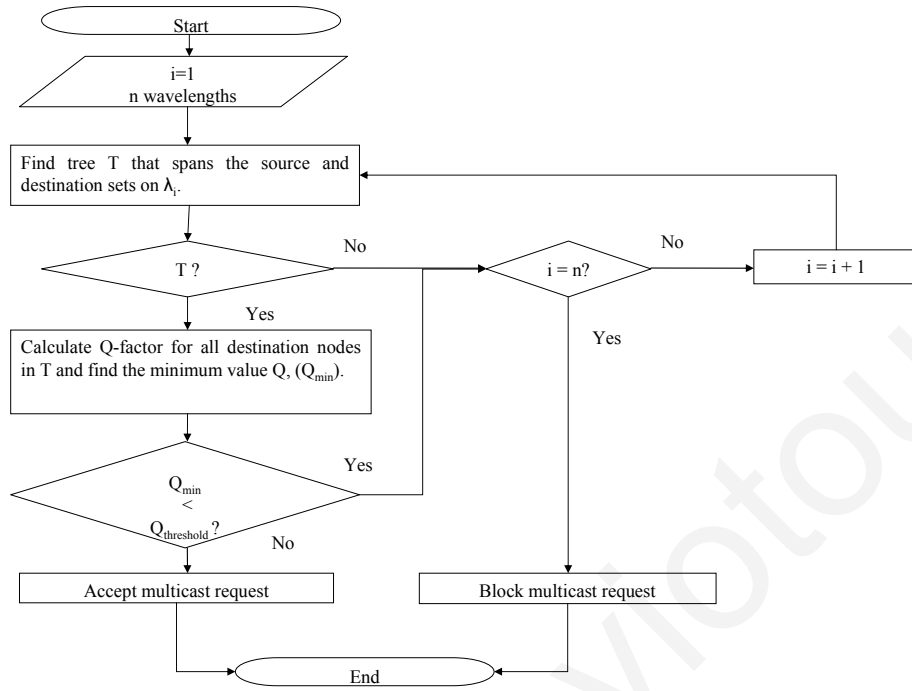 Start
i=1
n wavelengths
Find tree T that spans the source and
destination sets on λi.
No
No
T ?
i = n?
i = i + 1
Yes
Yes
Calculate Q-factor for all destination nodes
in T and find the minimum value Q, (Qmin).
Yes
Qmin
<
Qthreshold ?
No
Accept multicast request
Block multicast request
End